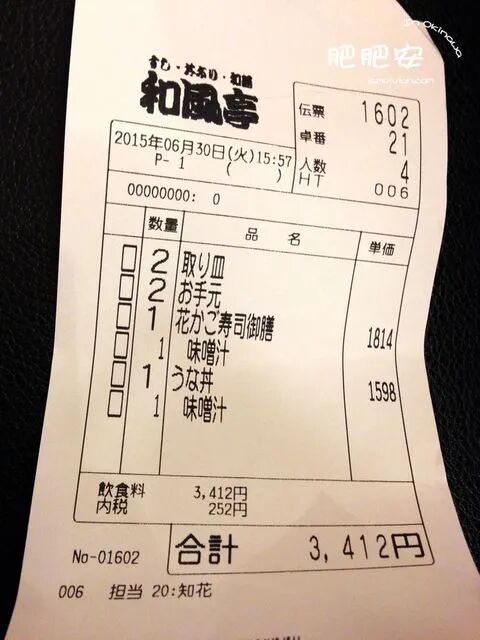 in Okinawa
肥肥安
すし・丼ぶり・和膳
和風亭
伝票 1602
卓番 21
人数 4
HT 006
2015年06月30日(火)15:57
P- 1 ( )
00000000: 0
数量 品名 単価
2 取り皿
2 お手元
1 花かご寿司御膳 1814
1 味噌汁
1 うな丼 1598
1 味噌汁
飲食料 3,412円
内税 252円
合計 3,412円
No-01602
006 担当 20:知花